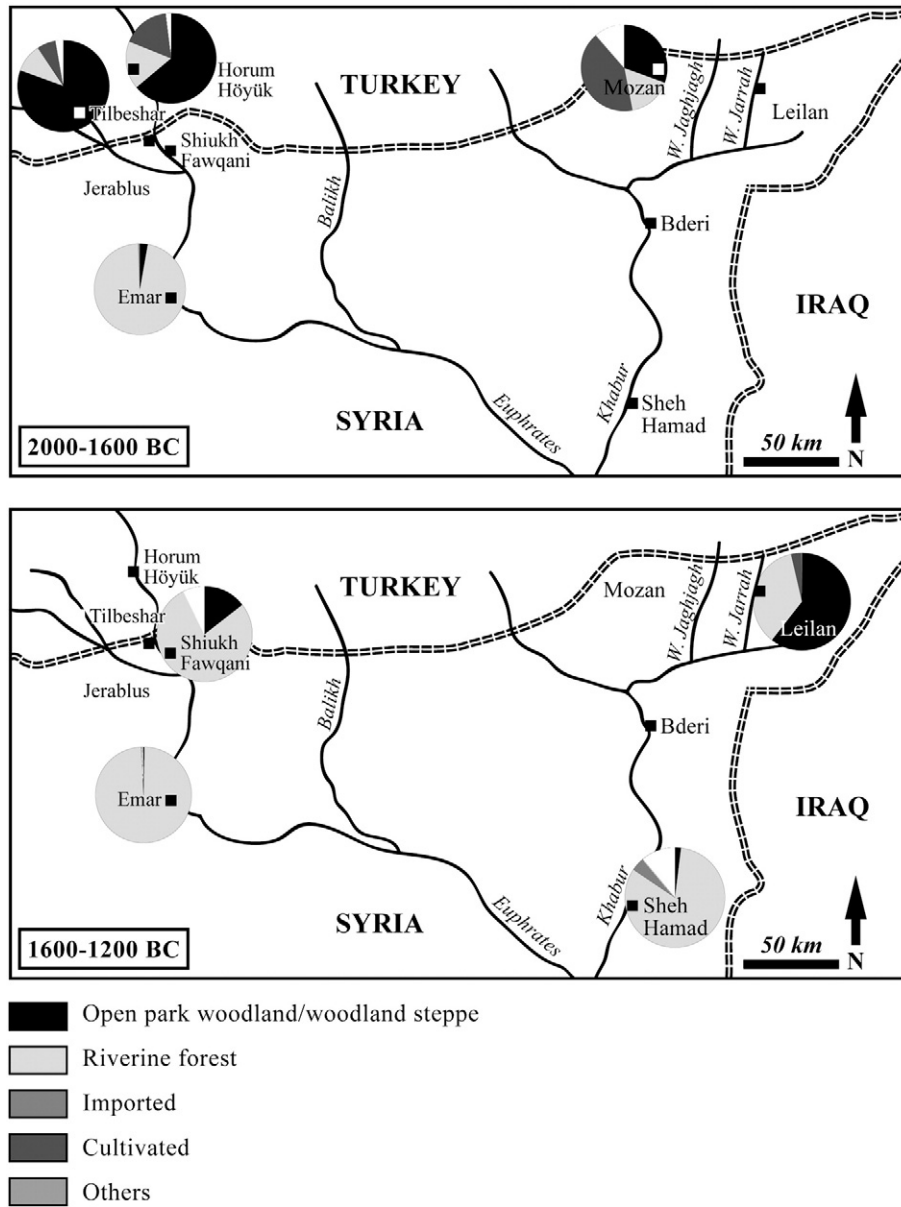 Horum
Höyük
TURKEY
Mozan
W. Jaghjagh
W. Jarrah
Leilan
Tilbeshar
Shiukh
Fawqani
Jerablus
Balikh
Bderi
Emar
IRAQ
Khabur
Sheh
Hamad
Euphrates
SYRIA
2000-1600 BC
50 km
N
Horum
Höyük
TURKEY
Mozan
W. Jaghjagh
W. Jarrah
Leilan
Tilbeshar
Shiukh
Fawqani
Jerablus
Balikh
Bderi
Emar
IRAQ
Khabur
Sheh
Hamad
Euphrates
SYRIA
1600-1200 BC
50 km
N
Open park woodland/woodland steppe
Riverine forest
Imported
Cultivated
Others